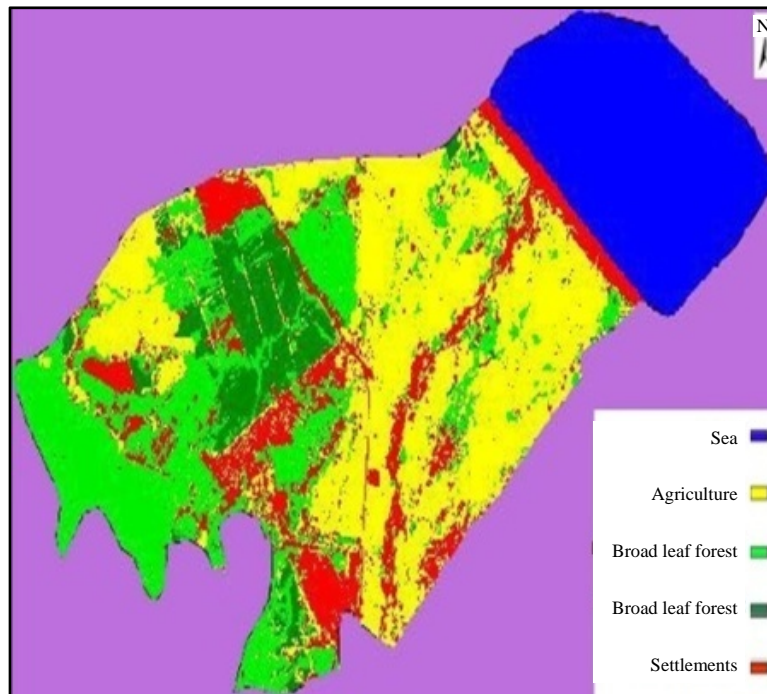 N
Sea
Agriculture
Broad leaf forest
Broad leaf forest
Settlements